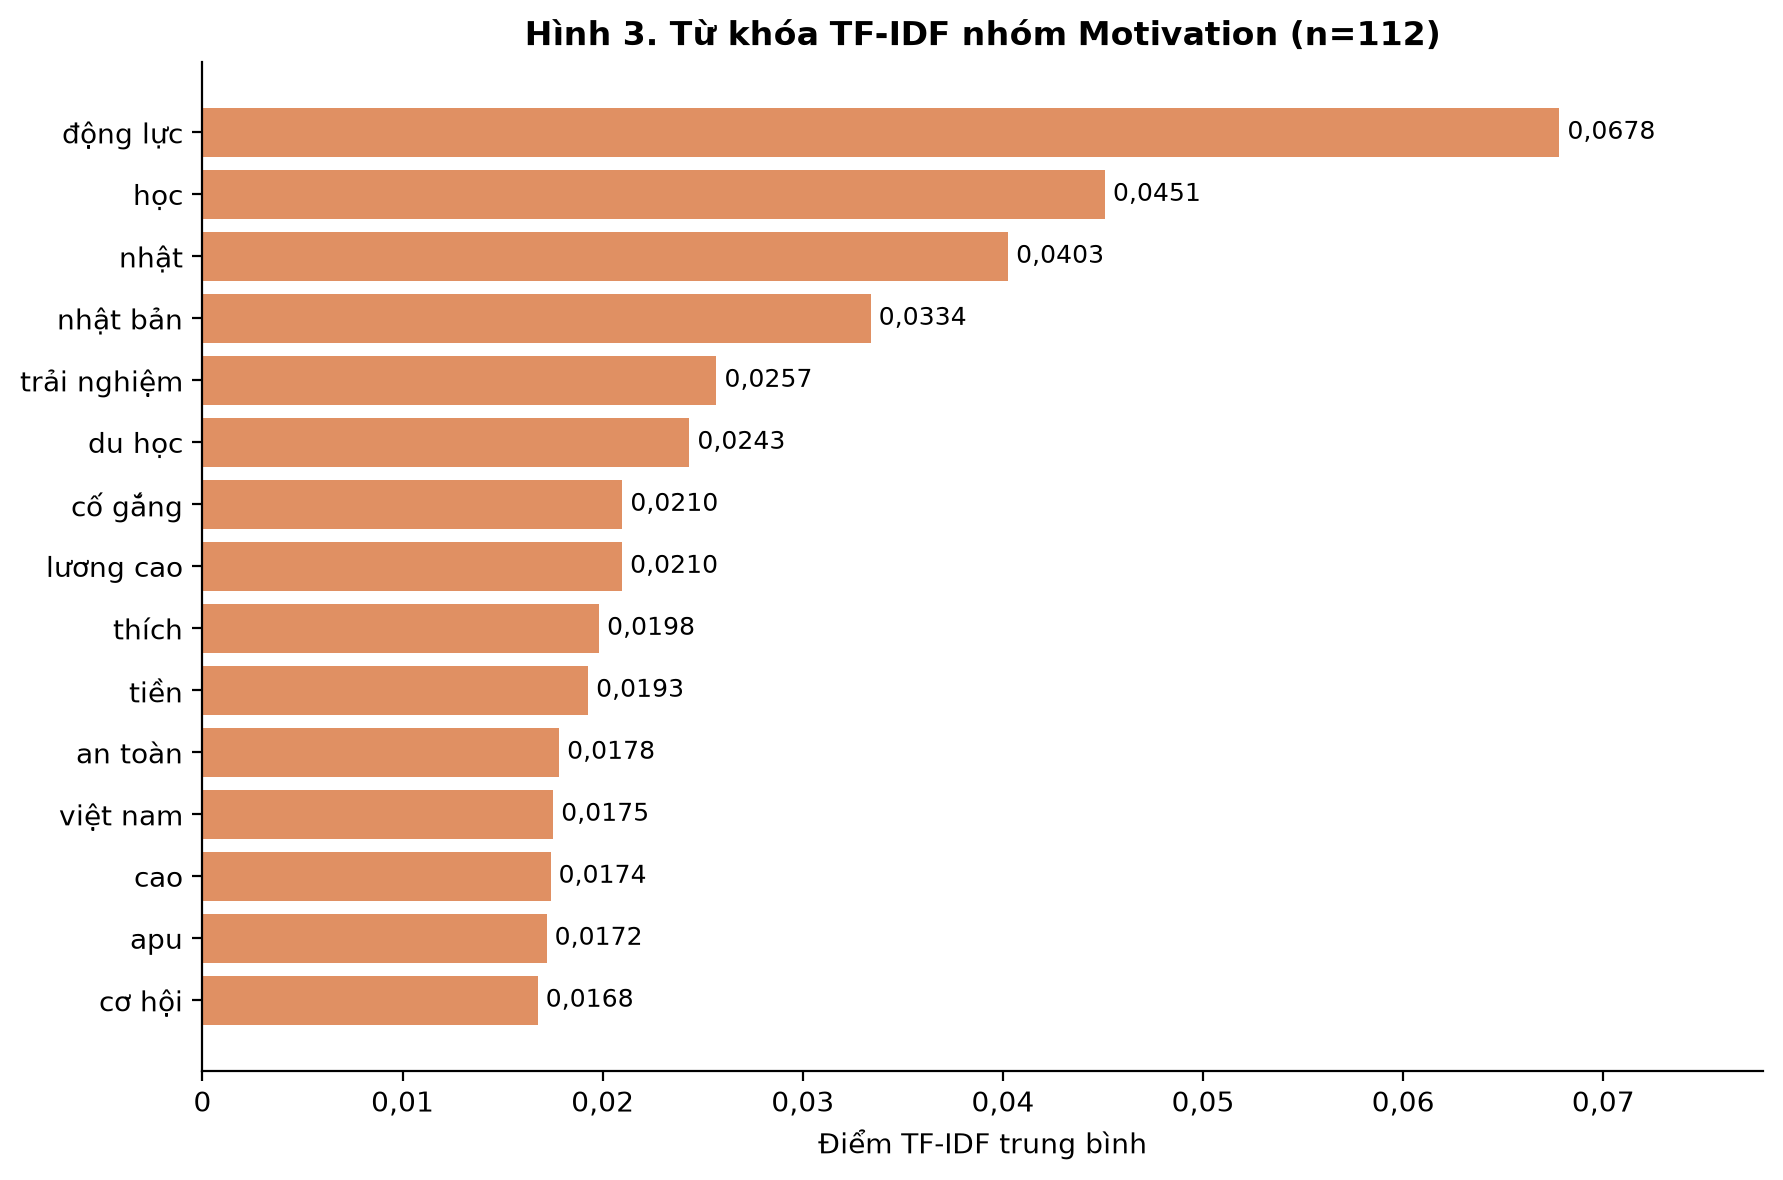 Hình 3. Từ khóa TF-IDF nhóm Motivation (n=112)
động lực 0,0678
học 0,0451
nhật 0,0403
nhật bản 0,0334
trải nghiệm 0,0257
du học 0,0243
cố gắng 0,0210
lương cao 0,0210
thích 0,0198
tiền 0,0193
an toàn 0,0178
việt nam 0,0175
cao 0,0174
apu 0,0172
cơ hội 0,0168
0 0,01 0,02 0,03 0,04 0,05 0,06 0,07
Điểm TF-IDF trung bình